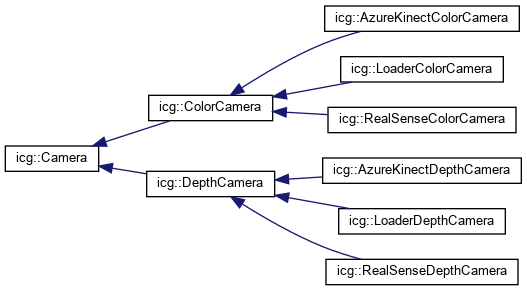 icg::AzureKinectColorCamera
icg::LoaderColorCamera
icg::ColorCamera
icg::RealSenseColorCamera
icg::Camera
icg::AzureKinectDepthCamera
icg::DepthCamera
icg::LoaderDepthCamera
icg::RealSenseDepthCamera